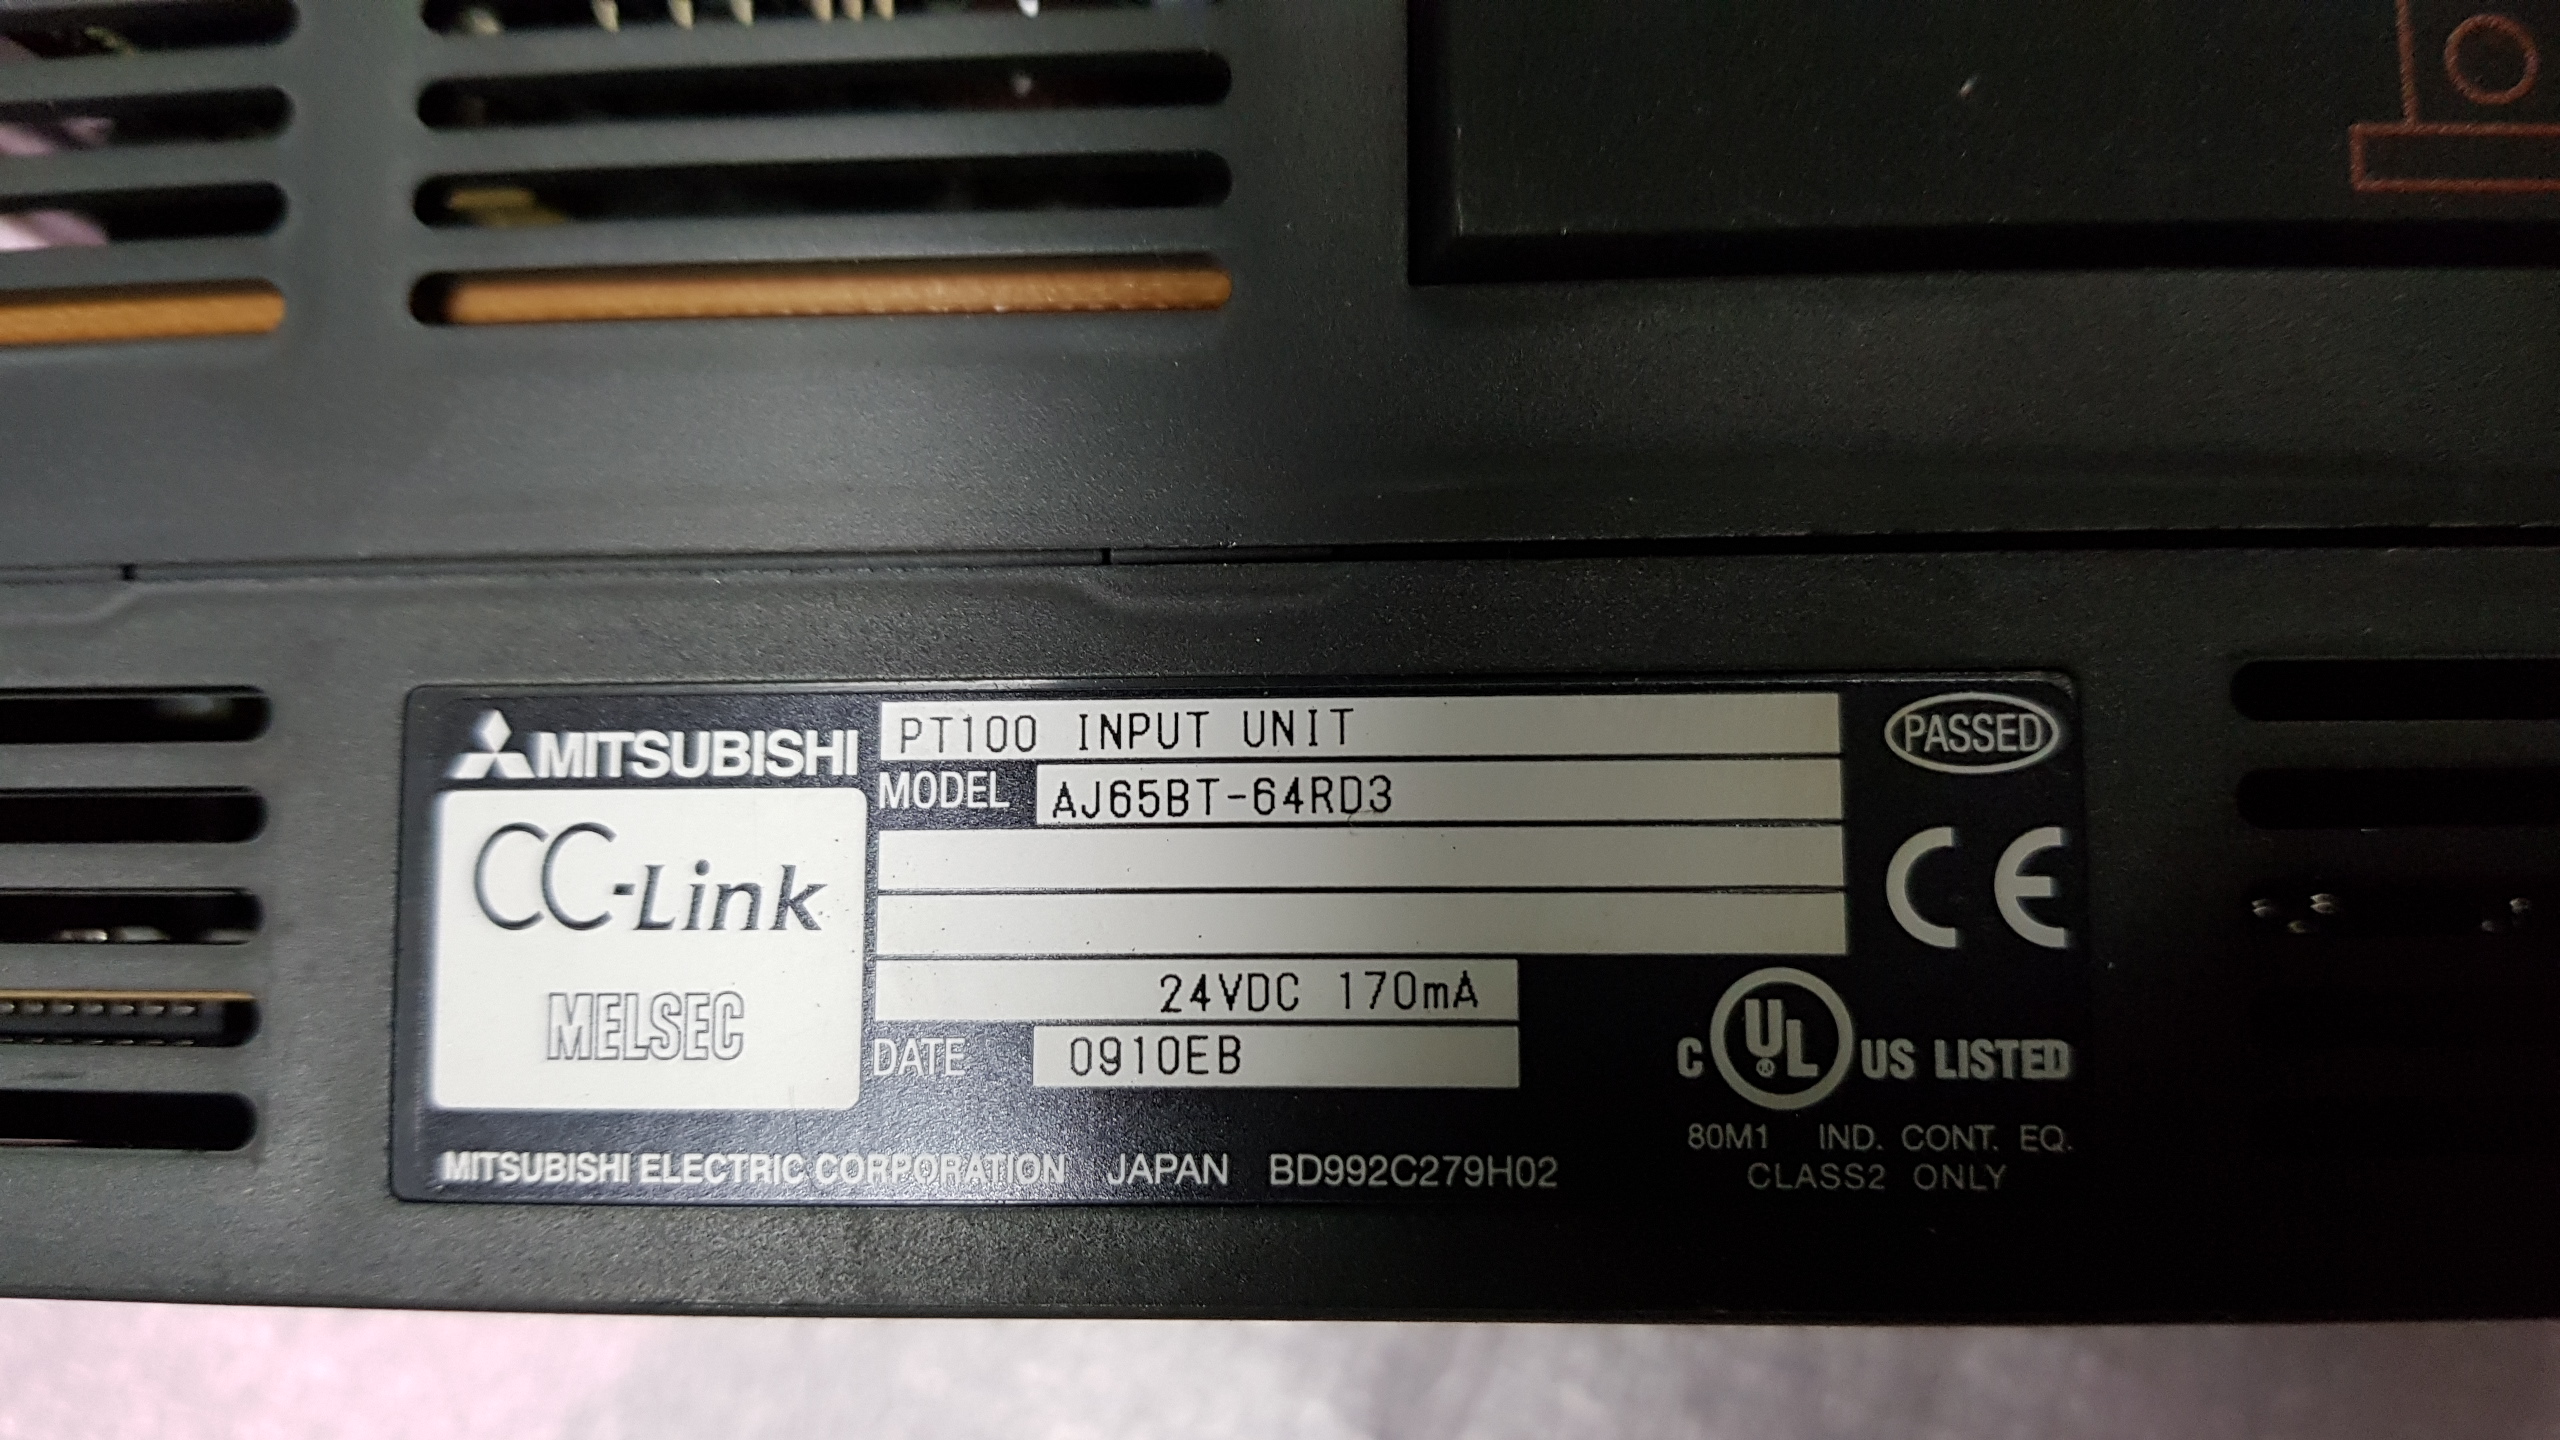 MITSUBISHI
PT100 INPUT UNIT
PASSED
MODEL AJ65BT-64RD3
CC-Link
CE
MELSEC
24VDC 170mA
DATE 0910EB
C UL® US LISTED
80M1 IND. CONT. EQ.
CLASS2 ONLY
MITSUBISHI ELECTRIC CORPORATION JAPAN BD992C279H02